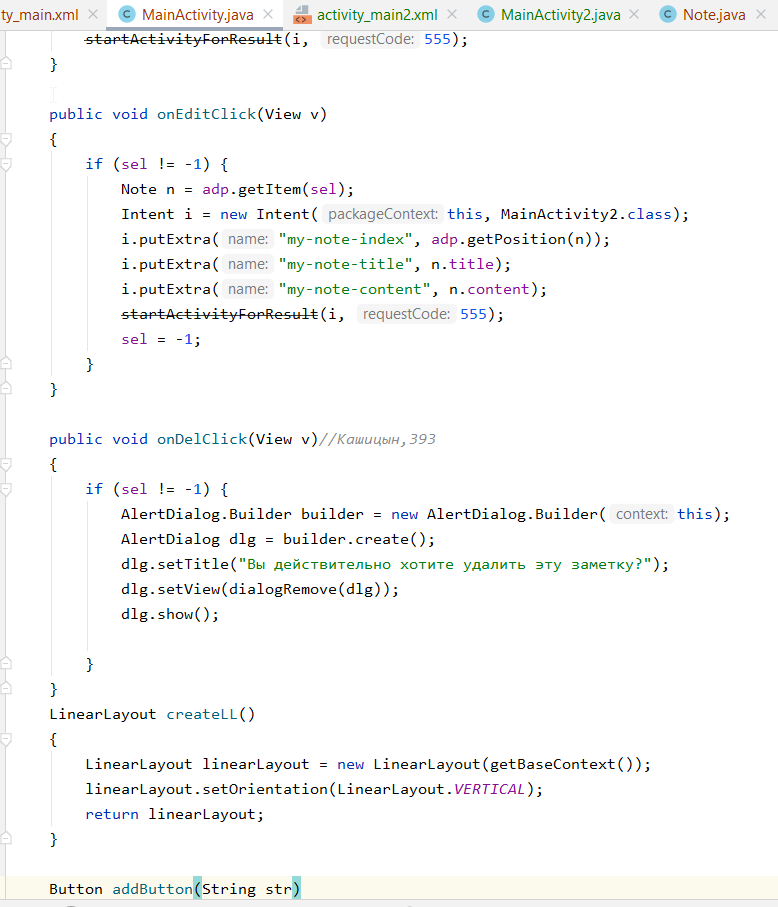 ty_main.xml MainActivity.java activity_main2.xml MainActivity2.java Note.java
startActivityForResult(i, requestCode: 555);
}
public void onEditClick(View v)
{
if (sel != -1) {
Note n = adp.getItem(sel);
Intent i = new Intent( packageContext: this, MainActivity2.class);
i.putExtra( name: "my-note-index", adp.getPosition(n));
i.putExtra( name: "my-note-title", n.title);
i.putExtra( name: "my-note-content", n.content);
startActivityForResult(i, requestCode: 555);
sel = -1;
}
}
public void onDelClick(View v)//Кашицын,393
{
if (sel != -1) {
AlertDialog.Builder builder = new AlertDialog.Builder( context: this);
AlertDialog dlg = builder.create();
dlg.setTitle("Вы действительно хотите удалить эту заметку?");
dlg.setView(dialogRemove(dlg));
dlg.show();
}
}
LinearLayout createLL()
{
LinearLayout linearLayout = new LinearLayout(getBaseContext());
linearLayout.setOrientation(LinearLayout.VERTICAL);
return linearLayout;
}
Button addButton(String str)